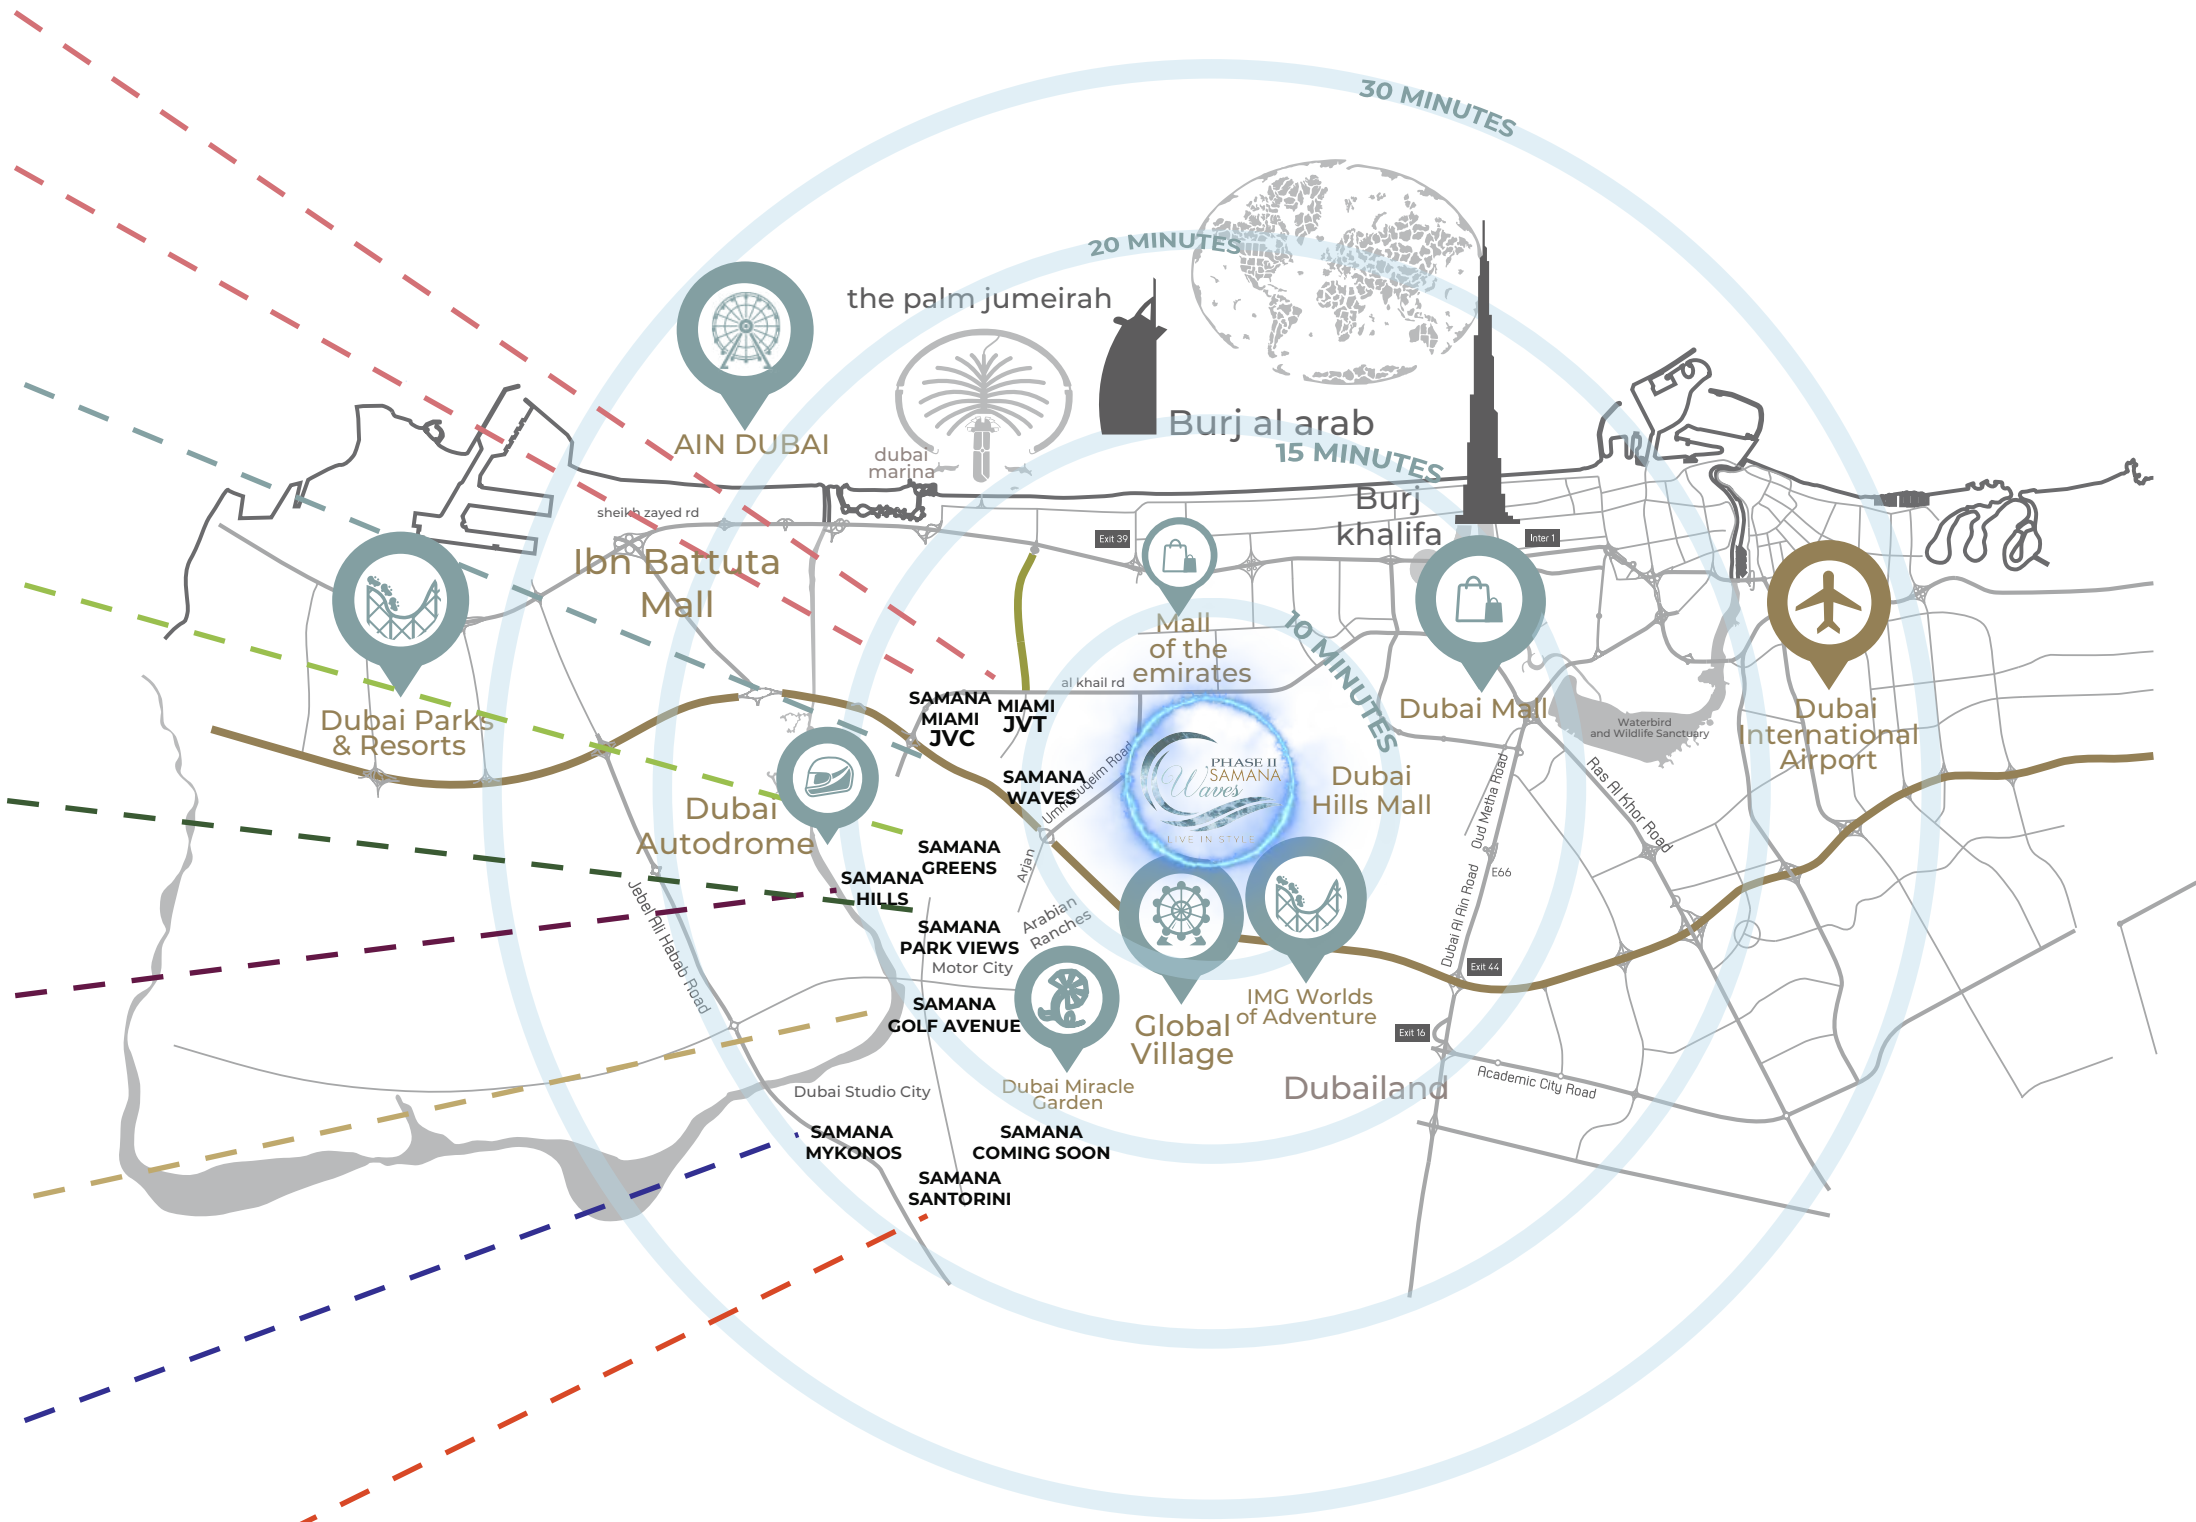 30 MINUTES
20 MINUTES
the palm jumeirah
Burj al arab
15 MINUTES
AIN DUBAI
dubai
marina
Burj
khalifa
sheikh zayed rd
Exit 39
Inter 1
Ibn Battuta
Mall
Mall
of the
emirates
10 MINUTES
al khail rd
SAMANA
MIAMI
JVC
MIAMI
JVT
Dubai Parks
& Resorts
Dubai Mall
Waterbird
and Wildlife Sanctuary
Dubai
International
Airport
PHASE II
SAMANA
Waves
LIVE IN STYLE
Dubai
Hills Mall
SAMANA
WAVES
Umm Suqeim Road
Dubai
Autodrome
Oud Metha Road
Ras Al Khor Road
SAMANA
GREENS
Arjan
E66
SAMANA
HILLS
Jebel Ali Habab Road
Arabian
Ranches
SAMANA
PARK VIEWS
Motor City
Dubai Al Ain Road
Exit 44
SAMANA
GOLF AVENUE
IMG Worlds
of Adventure
Global
Village
Exit 16
Dubai Miracle
Garden
Dubailand
Academic City Road
Dubai Studio City
SAMANA
MYKONOS
SAMANA
COMING SOON
SAMANA
SANTORINI